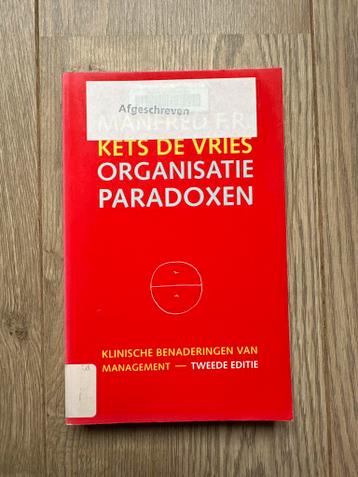 Afgeschreven
MANFRED F.R.
KETS DE VRIES
ORGANISATIE
PARADOXEN
KLINISCHE BENADERINGEN VAN
MANAGEMENT — TWEEDE EDITIE